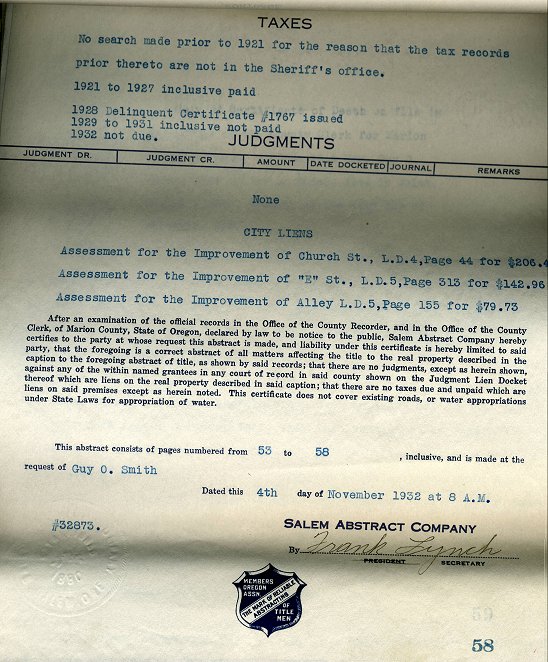 TAXES
No search made prior to 1921 for the reason that the tax records
prior thereto are not in the Sheriff's office.
1921 to 1927 inclusive paid
1928 Delinquent Certificate #1767 issued
1929 to 1931 inclusive not paid
1932 not due.
JUDGMENTS
JUDGMENT DR. JUDGMENT CR. AMOUNT DATE DOCKETED JOURNAL REMARKS
None
CITY LIENS
Assessment for the Improvement of Church St., L.D.4,Page 44 for $206.4
Assessment for the Improvement of "E" St., L.D.5,Page 313 for $142.96
Assessment for the Improvement of Alley L.D.5,Page 155 for $79.73
After an examination of the official records in the Office of the County Recorder, and in the Office of the County
Clerk, of Marion County, State of Oregon, declared by law to be notice to the public, Salem Abstract Company hereby
certifies to the party at whose request this abstract is made, and liability under this certificate is hereby limited to said
party, that the foregoing is a correct abstract of all matters affecting the title to the real property described in the
caption to the foregoing abstract of title, as shown by said records; that there are no judgments, except as herein shown,
against any of the within named grantees in any court of record in said county shown on the Judgment Lien Docket
thereof which are liens on the real property described in said caption; that there are no taxes due and unpaid which are
liens on said premises except as herein noted. This certificate does not cover existing roads, or water appropriations
under State Laws for appropriation of water.
This abstract consists of pages numbered from 53 to 58 , inclusive, and is made at the
request of Guy O. Smith
Dated this 4th day of November 1932 at 8 A.M.
#32873.
SALEM ABSTRACT COMPANY
By Frank Lynch
PRESIDENT SECRETARY
MEMBERS
OREGON
ASSN.
THE MARK OF RELIABLE
ABSTRACTING
OF
TITLE
MEN
59
58